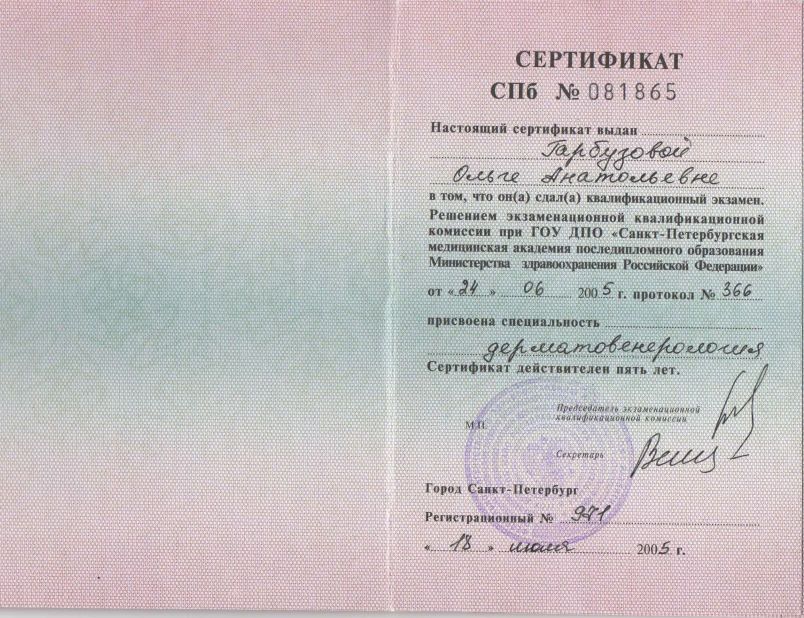 СЕРТИФИКАТ
СПб № 081865
Настоящий сертификат выдан
Гарбузовой
Ольге Анатольевне
в том, что он(а) сдал(а) квалификационный экзамен.
Решением экзаменационной квалификационной
комиссии при ГОУ ДПО «Санкт-Петербургская
медицинская академия последипломного образования
Министерства здравоохранения Российской Федерации»
от «24» 06 2005 г. протокол № 366
присвоена специальность
дерматовенерология
Сертификат действителен пять лет.
Председатель экзаменационной
квалификационной комиссии
М.П.
Секретарь
Город Санкт-Петербург
Регистрационный № 971
«18» июля 2005 г.